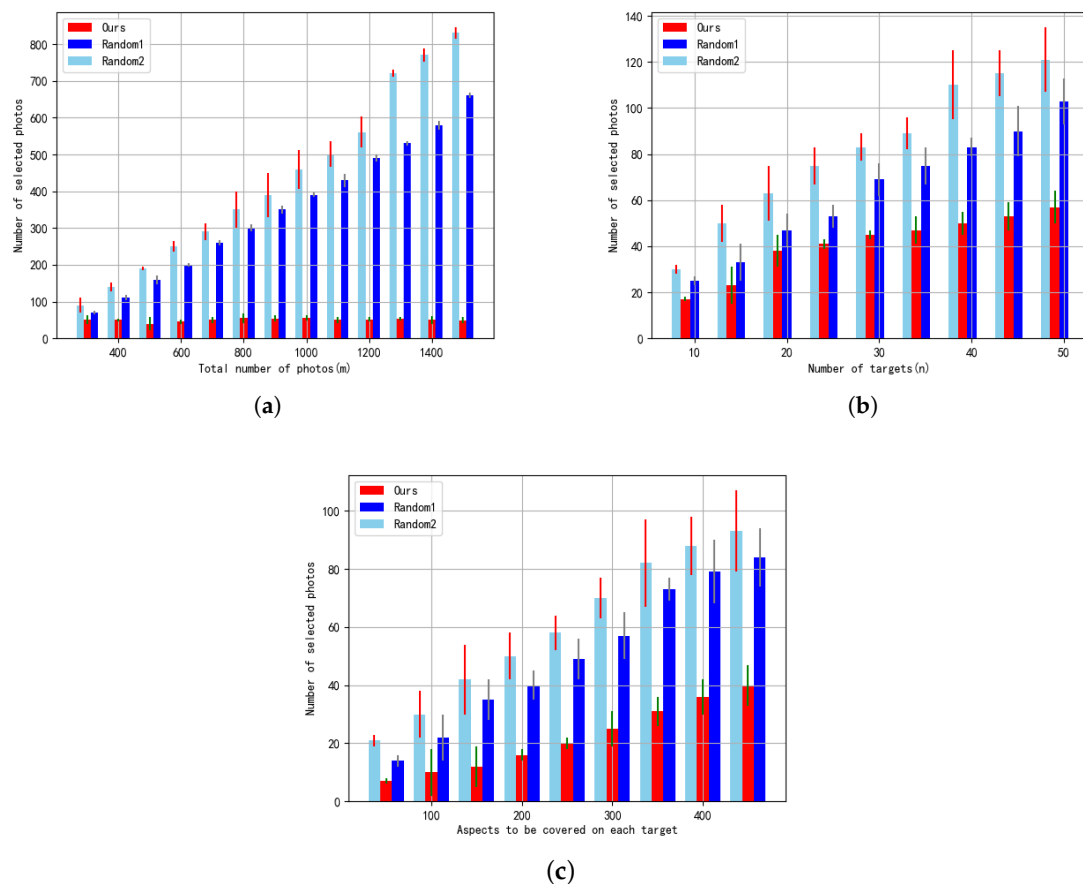 Ours
Random1
Random2
Number of selected photos
0
100
200
300
400
500
600
700
800
400 600 800 1000 1200 1400
Total number of photos(m)
(a)
Ours
Random1
Random2
Number of selected photos
0
20
40
60
80
100
120
140
10 20 30 40 50
Number of targets(n)
(b)
Ours
Random1
Random2
Number of selected photos
0
20
40
60
80
100
100 200 300 400
Aspects to be covered on each target
(c)